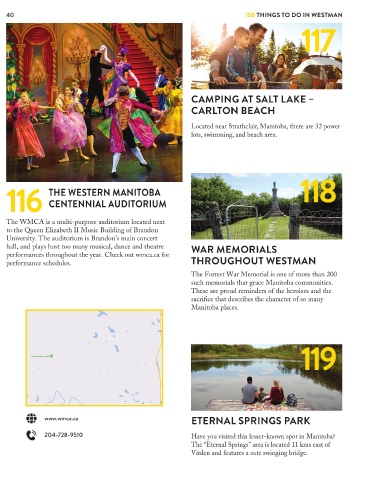 40
150 THINGS TO DO IN WESTMAN
116
THE WESTERN MANITOBA
CENTENNIAL AUDITORIUM
The WMCA is a multi-purpose auditorium located next
to the Queen Elizabeth II Music Building of Brandon
University. The auditorium is Brandon's main concert
hall, and plays host too many musical, dance and theatre
performances throughout the year. Check out wmca.ca for
performance schedules.
www.wmca.ca
204-728-9510
117
CAMPING AT SALT LAKE –
CARLTON BEACH
Located near Strathclair, Manitoba, there are 32 power
lots, swimming, and beach area.
118
WAR MEMORIALS
THROUGHOUT WESTMAN
The Forrest War Memorial is one of more than 200
such memorials that grace Manitoba communities.
These are proud reminders of the heroism and the
sacrifice that describes the character of so many
Manitoba places.
119
ETERNAL SPRINGS PARK
Have you visited this lesser-known spot in Manitoba?
The "Eternal Springs" area is located 11 kms east of
Virden and features a cute swinging bridge.